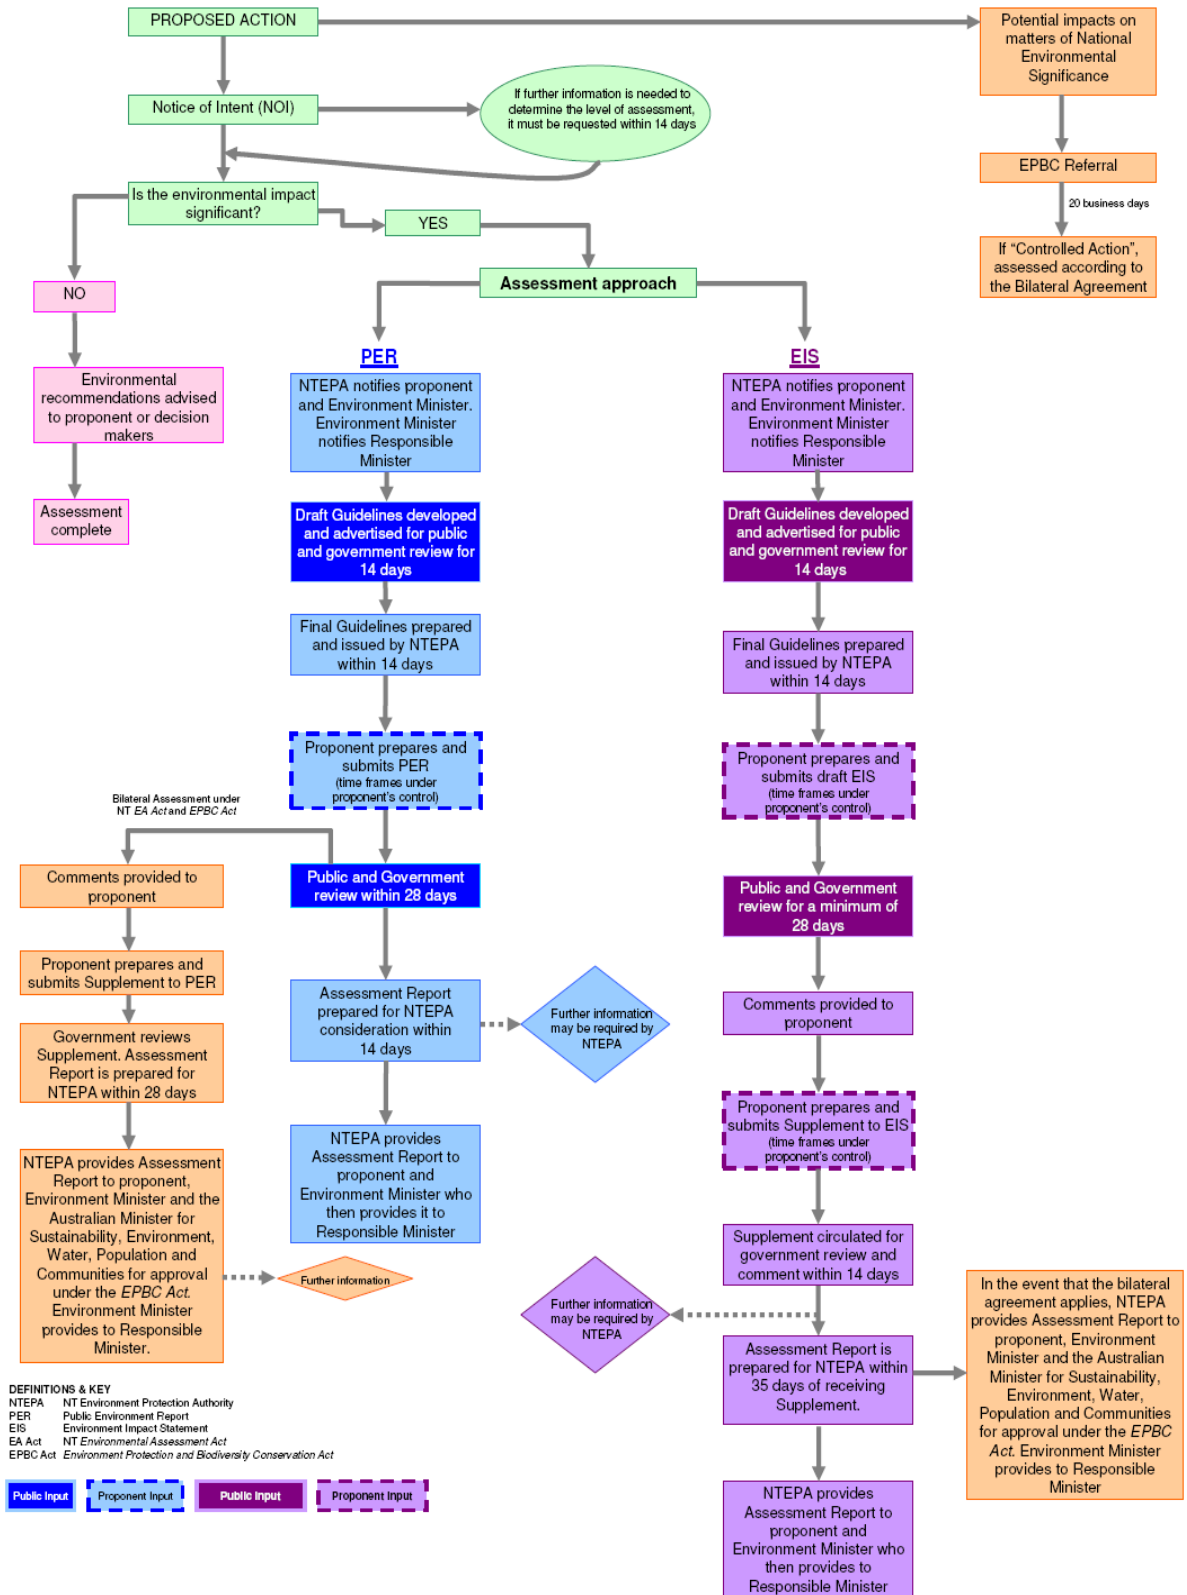 PROPOSED ACTION
Potential impacts on
matters of National
Environmental
Significance
Notice of Intent (NOI)
If further information is needed to
determine the level of assessment,
it must be requested within 14 days
EPBC Referral
20 business days
If “Controlled Action”,
assessed according to
the Bilateral Agreement
Is the environmental impact
significant?
YES
NO
Assessment approach
Environmental
recommendations advised
to proponent or decision
makers
Assessment
complete
PER
NTEPA notifies proponent
and Environment Minister.
Environment Minister
notifies Responsible
Minister
Draft Guidelines developed
and advertised for public
and government review for
14 days
Final Guidelines prepared
and issued by NTEPA
within 14 days
Proponent prepares and
submits PER
(time frames under
proponent's control)
Public and Government
review within 28 days
Assessment Report
prepared for NTEPA
consideration within
14 days
Further information
may be required by
NTEPA
NTEPA provides
Assessment Report to
proponent and
Environment Minister who
then provides it to
Responsible Minister
Bilateral Assessment under
NT EA Act and EPBC Act
Comments provided to
proponent
Proponent prepares and
submits Supplement to PER
Government reviews
Supplement. Assessment
Report is prepared for
NTEPA within 28 days
NTEPA provides Assessment
Report to proponent,
Environment Minister and the
Australian Minister for
Sustainability, Environment,
Water, Population and
Communities for approval
under the EPBC Act.
Environment Minister
provides to Responsible
Minister.
Further information
EIS
NTEPA notifies proponent
and Environment Minister.
Environment Minister
notifies Responsible
Minister
Draft Guidelines developed
and advertised for public
and government review for
14 days
Final Guidelines prepared
and issued by NTEPA
within 14 days
Proponent prepares and
submits draft EIS
(time frames under
proponent's control)
Public and Government
review for a minimum of
28 days
Comments provided to
proponent
Proponent prepares and
submits Supplement to EIS
(time frames under
proponent's control)
Supplement circulated for
government review and
comment within 14 days
Further information
may be required by
NTEPA
Assessment Report is
prepared for NTEPA within
35 days of receiving
Supplement.
In the event that the bilateral
agreement applies, NTEPA
provides Assessment Report to
proponent, Environment
Minister and the Australian
Minister for Sustainability,
Environment, Water,
Population and Communities
for approval under the EPBC
Act. Environment Minister
provides to Responsible
Minister
NTEPA provides
Assessment Report to
proponent and
Environment Minister who
then provides to
Responsible Minister
DEFINITIONS & KEY
NTEPA NT Environment Protection Authority
PER Public Environment Report
EIS Environment Impact Statement
EA Act NT Environmental Assessment Act
EPBC Act Environment Protection and Biodiversity Conservation Act
Public Input Proponent Input Public Input Proponent Input